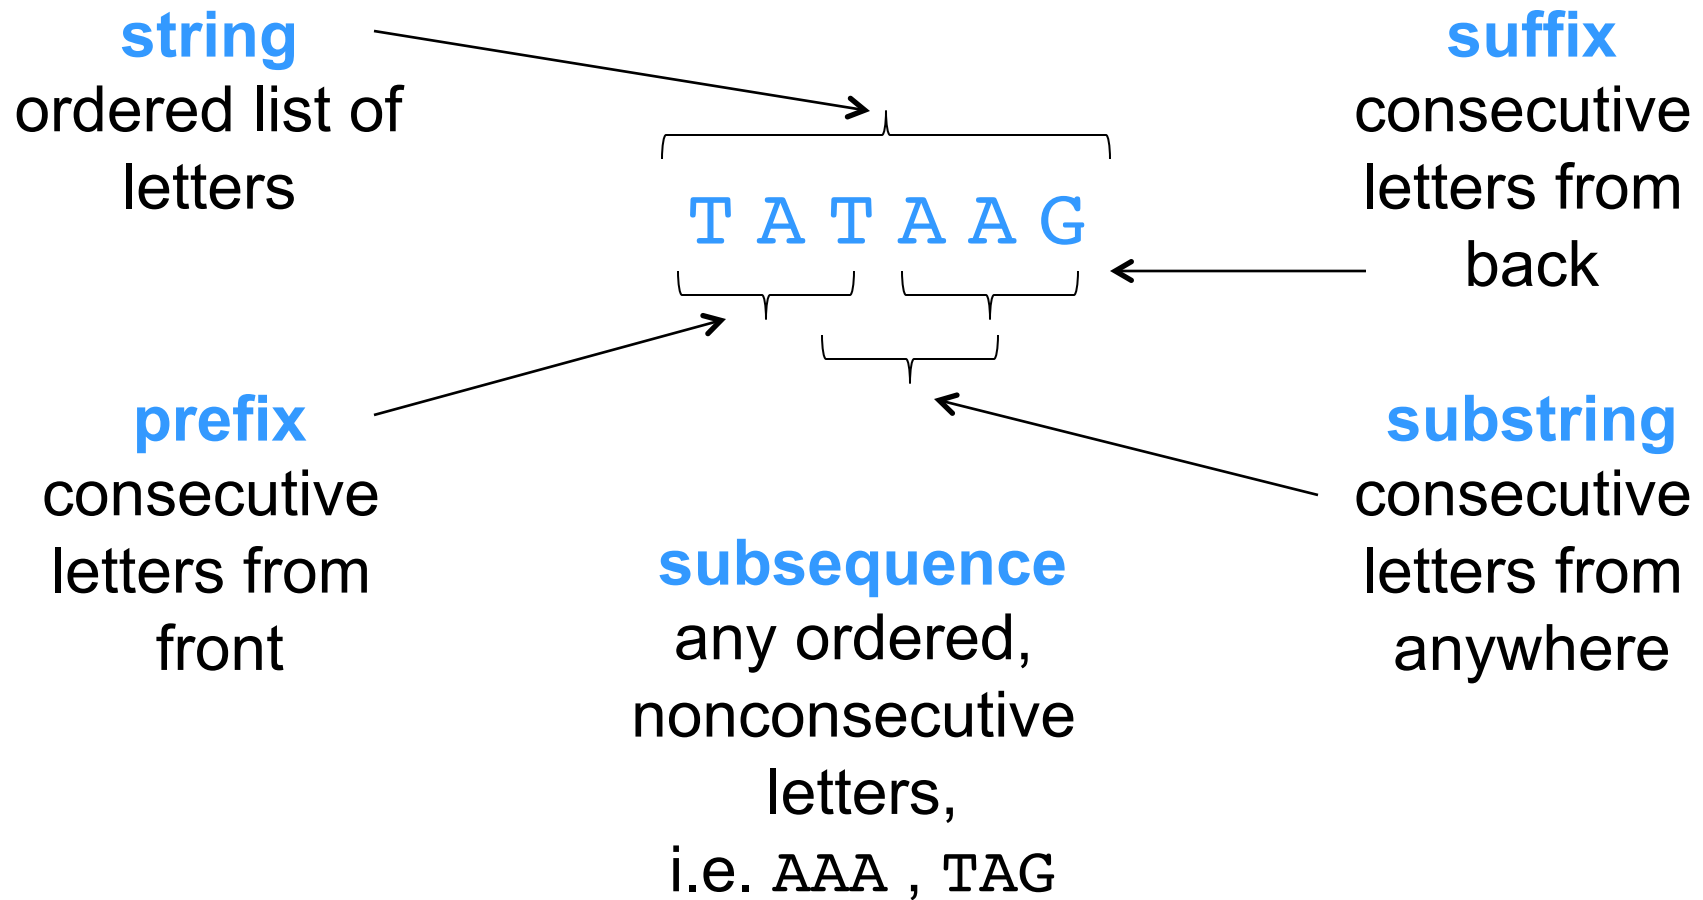 string
ordered list of
letters
suffix
consecutive
letters from
back
T A T A A G
prefix
consecutive
letters from
front
subsequence
any ordered,
nonconsecutive
letters,
i.e. AAA , TAG
substring
consecutive
letters from
anywhere